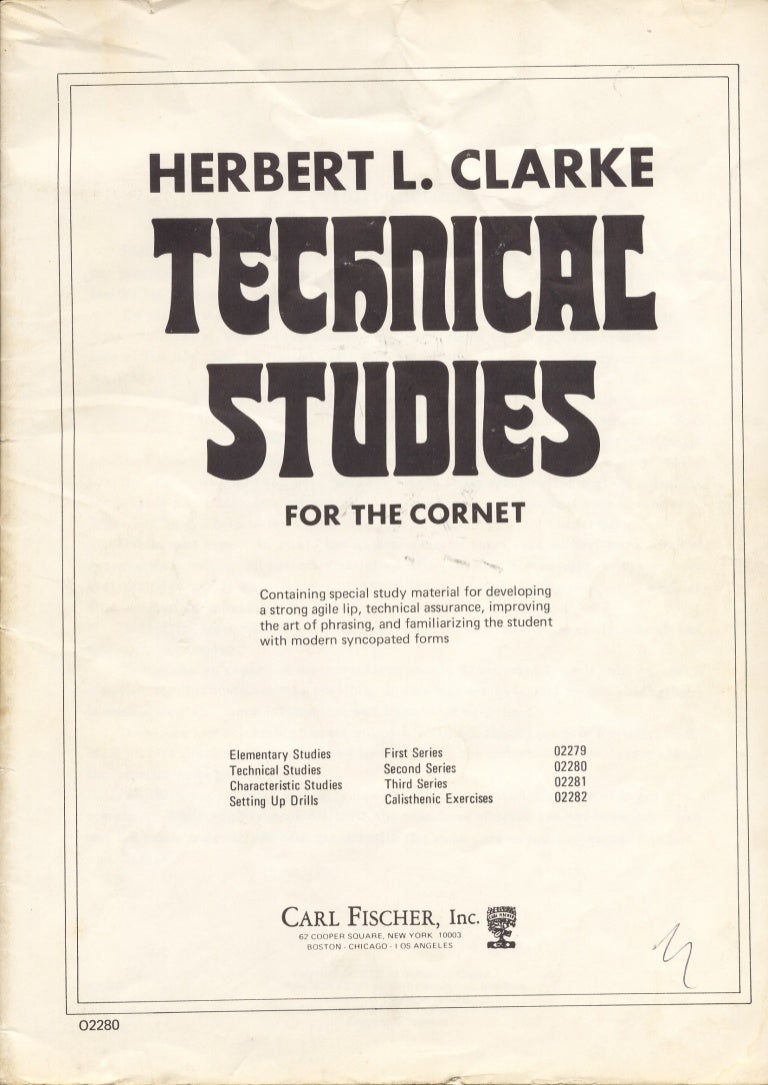 HERBERT L. CLARKE
TECHNICAL
STUDIES
FOR THE CORNET
Containing special study material for developing
a strong agile lip, technical assurance, improving
the art of phrasing, and familiarizing the student
with modern syncopated forms
Elementary Studies First Series 02279
Technical Studies Second Series 02280
Characteristic Studies Third Series 02281
Setting Up Drills Calisthenic Exercises 02282
CARL FISCHER, Inc.
62 COOPER SQUARE, NEW YORK 10003
BOSTON - CHICAGO - LOS ANGELES
O2280